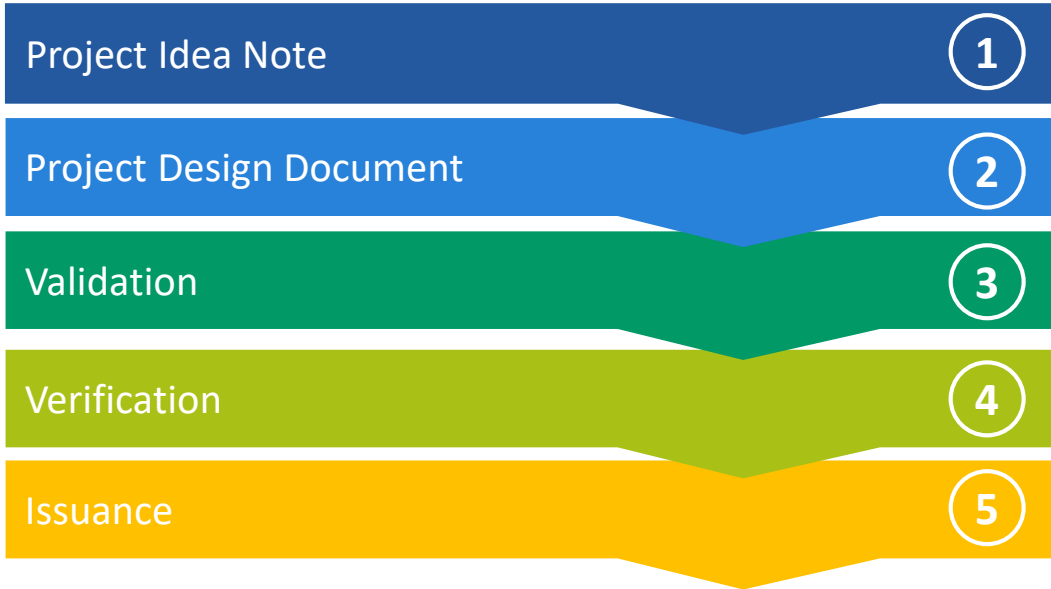 Project Idea Note 1
Project Design Document 2
Validation 3
Verification 4
Issuance 5